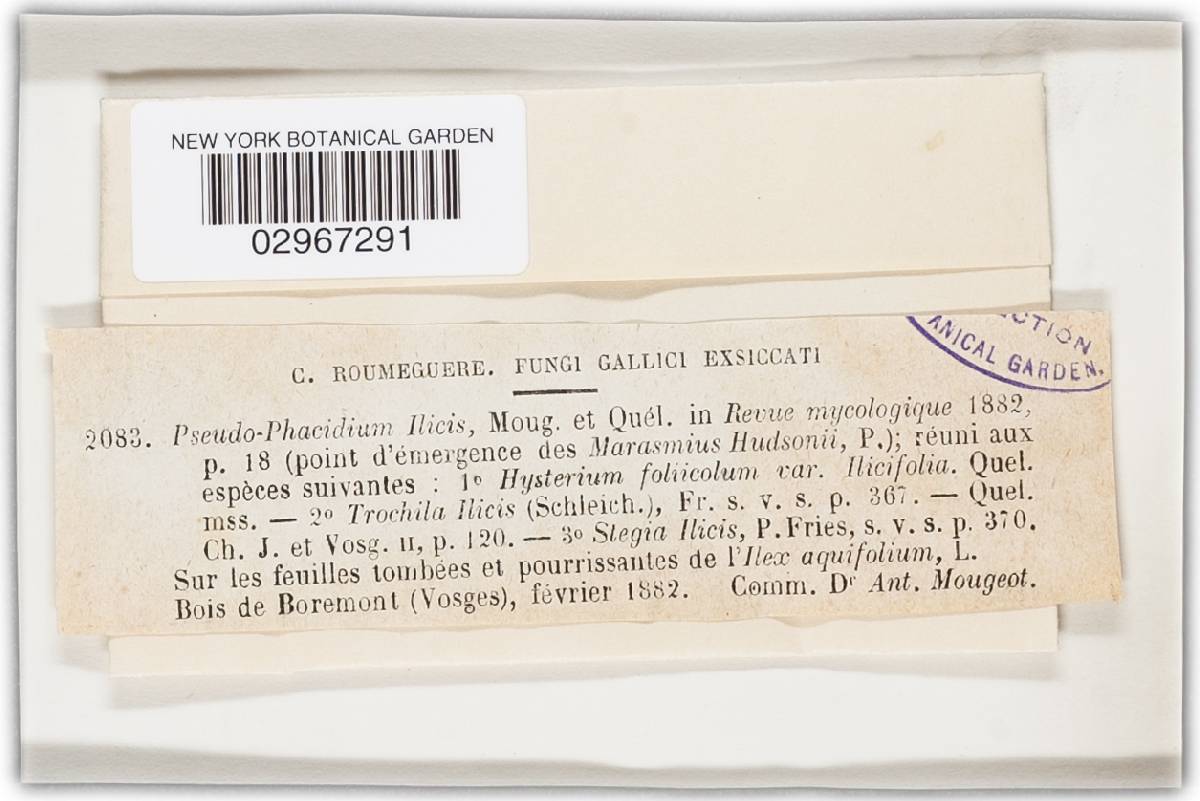 NEW YORK BOTANICAL GARDEN
02967291
CTION
ANICAL GARDEN.
C. ROUMEGUERE. FUNGI GALLICI EXSICCATI
2083. Pseudo-Phacidium Ilicis, Moug. et Quél. in Revue mycologique 1882,
p. 18 (point d'émergence des Marasmius Hudsonii, P.); réuni aux
espèces suivantes : 1º Hysterium foliicolum var. Ilicifolia. Quel.
mss. — 2º Trochila Ilicis (Schleich.), Fr. s. v. s. p. 367. — Quel.
Ch. J. et Vosg. II, p. 120. — 3º Stegia Ilicis, P. Fries, s. v. s. p. 370.
Sur les feuilles tombées et pourrissantes de l'Ilex aquifolium, L.
Bois de Boremont (Vosges), février 1882. Comm. Dr Ant. Mougeot.